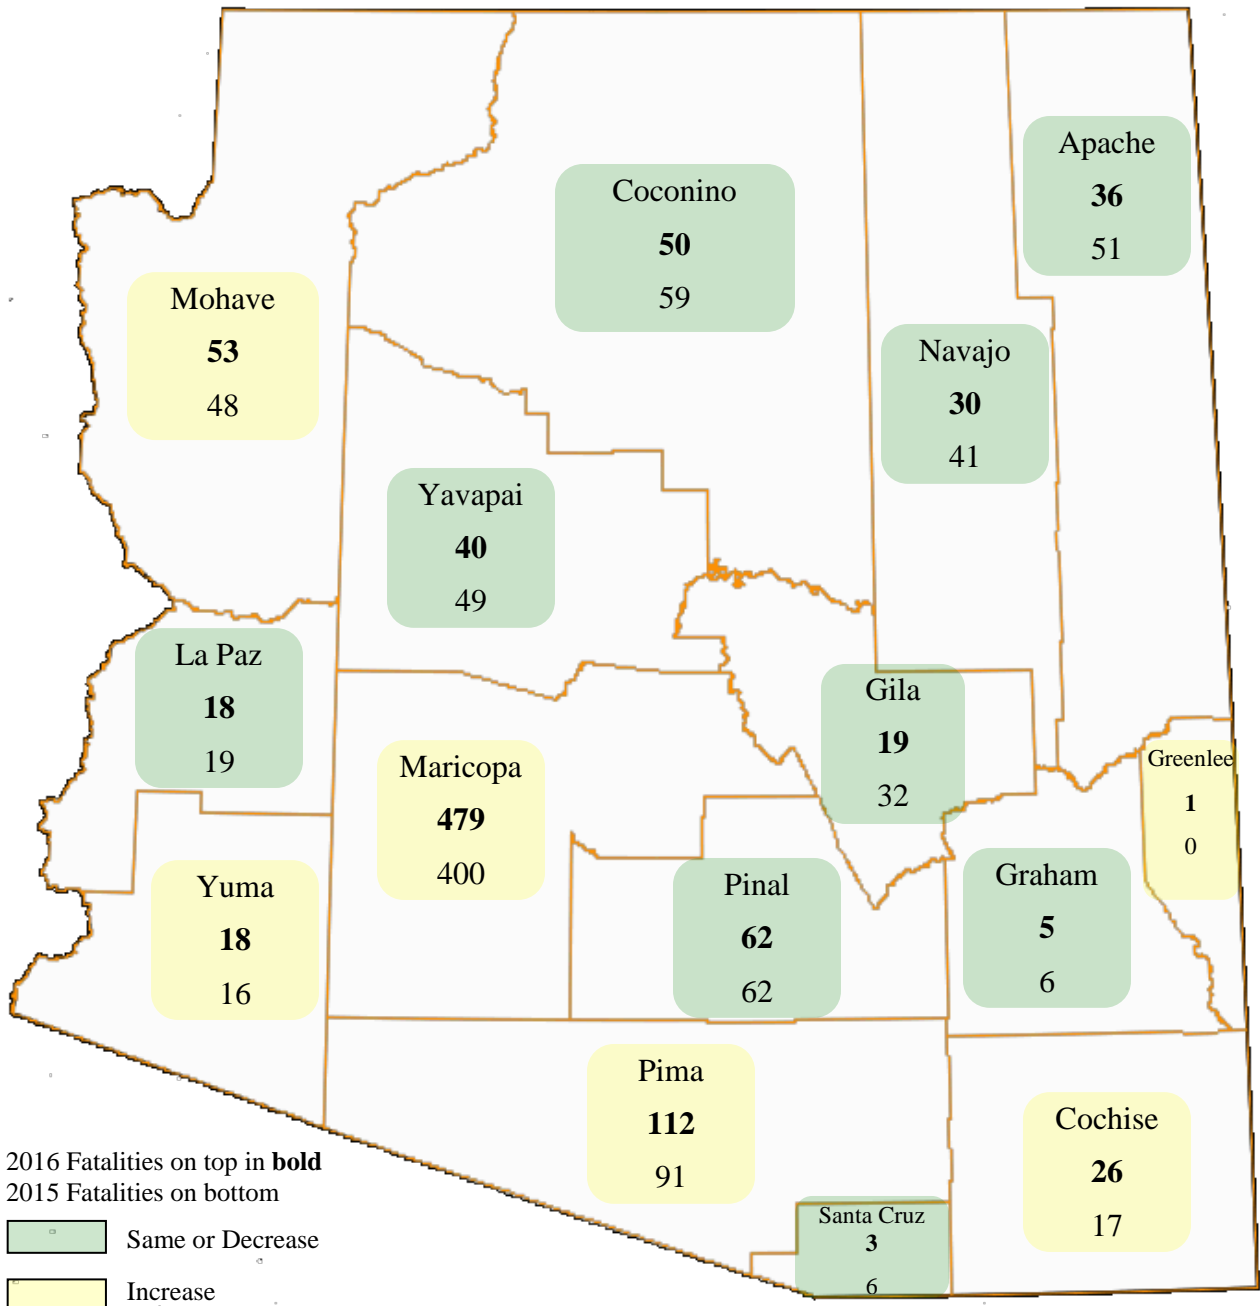 Apache
36
51
Coconino
50
59
Mohave
53
48
Navajo
30
41
Yavapai
40
49
La Paz
18
19
Gila
19
32
Greenlee
1
0
Maricopa
479
400
Yuma
18
16
Pinal
62
62
Graham
5
6
Pima
112
91
Cochise
26
17
Santa Cruz
3
6
2016 Fatalities on top in bold
2015 Fatalities on bottom
Same or Decrease
Increase